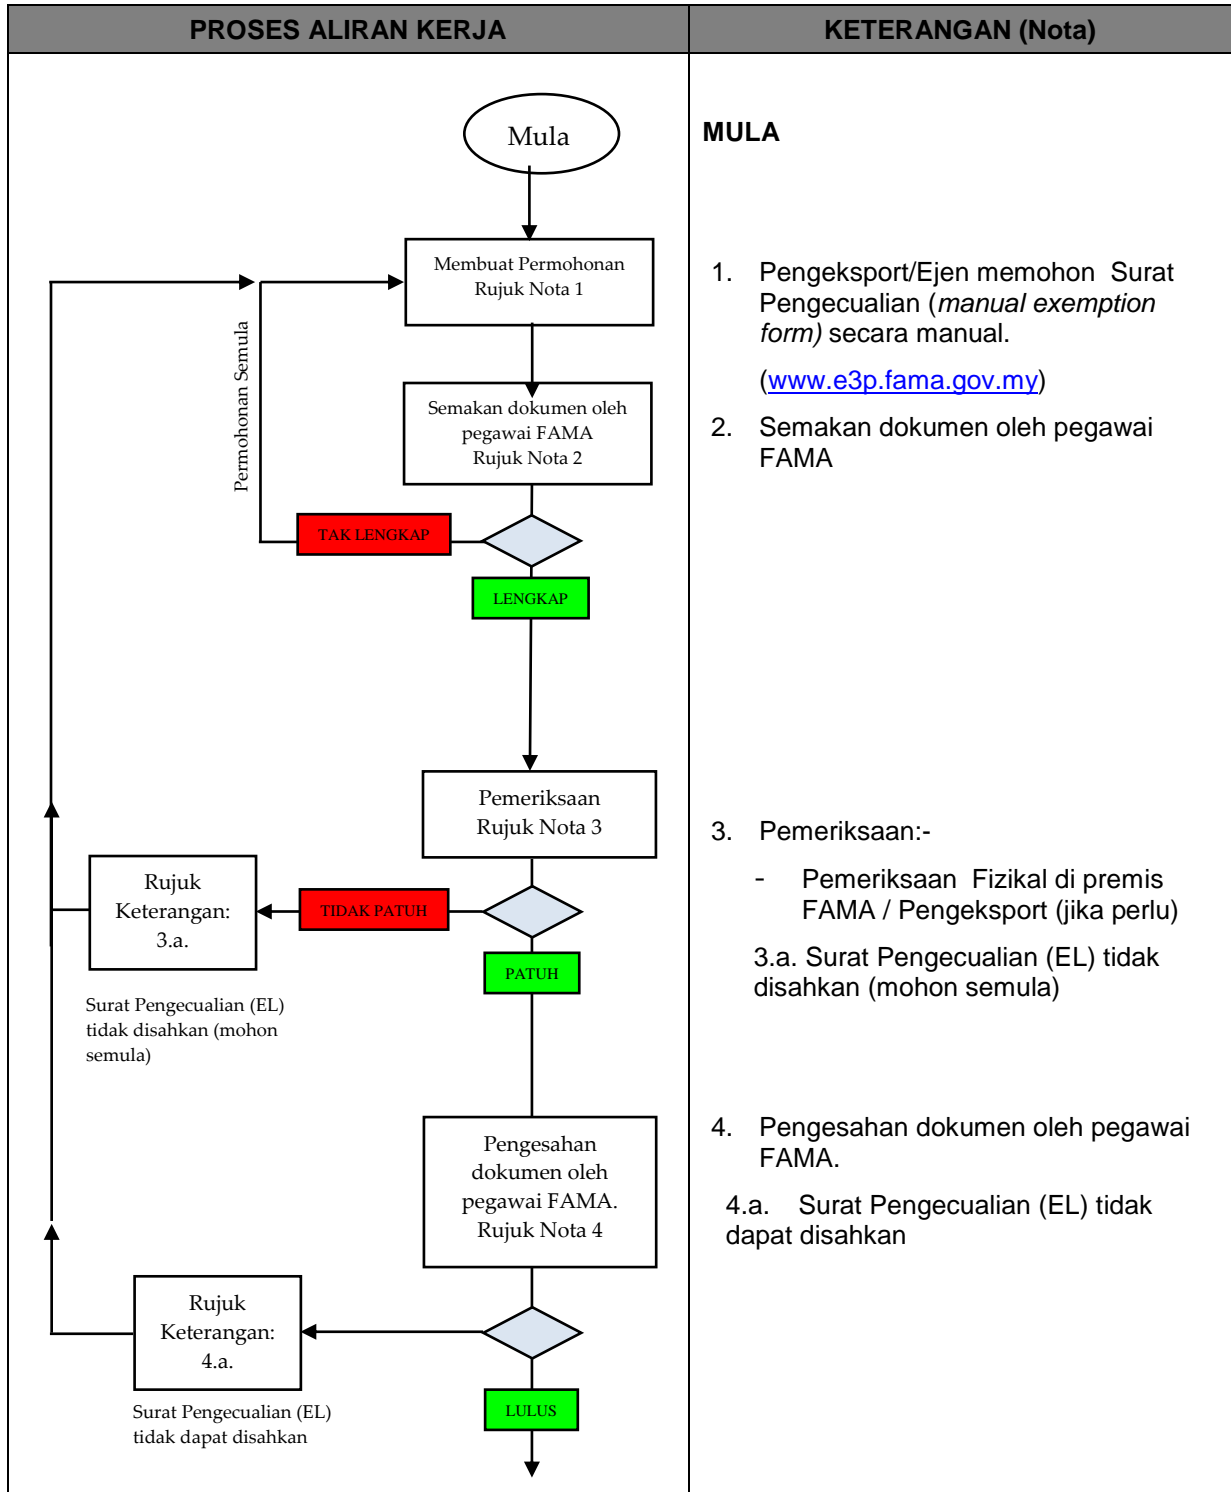 PROSES ALIRAN KERJA
KETERANGAN (Nota)
Mula
Membuat Permohonan
Rujuk Nota 1
Permohonan Semula
Semakan dokumen oleh
pegawai FAMA
Rujuk Nota 2
TAK LENGKAP
LENGKAP
Pemeriksaan
Rujuk Nota 3
Rujuk
Keterangan:
3.a.
TIDAK PATUH
PATUH
Surat Pengecualian (EL)
tidak disahkan (mohon
semula)
Pengesahan
dokumen oleh
pegawai FAMA.
Rujuk Nota 4
Rujuk
Keterangan:
4.a.
Surat Pengecualian (EL)
tidak dapat disahkan
LULUS
MULA
1. Pengeksport/Ejen memohon Surat
Pengecualian (manual exemption
form) secara manual.
(www.e3p.fama.gov.my)
2. Semakan dokumen oleh pegawai
FAMA
3. Pemeriksaan:-
- Pemeriksaan Fizikal di premis
FAMA / Pengeksport (jika perlu)
3.a. Surat Pengecualian (EL) tidak
disahkan (mohon semula)
4. Pengesahan dokumen oleh pegawai
FAMA.
4.a. Surat Pengecualian (EL) tidak
dapat disahkan